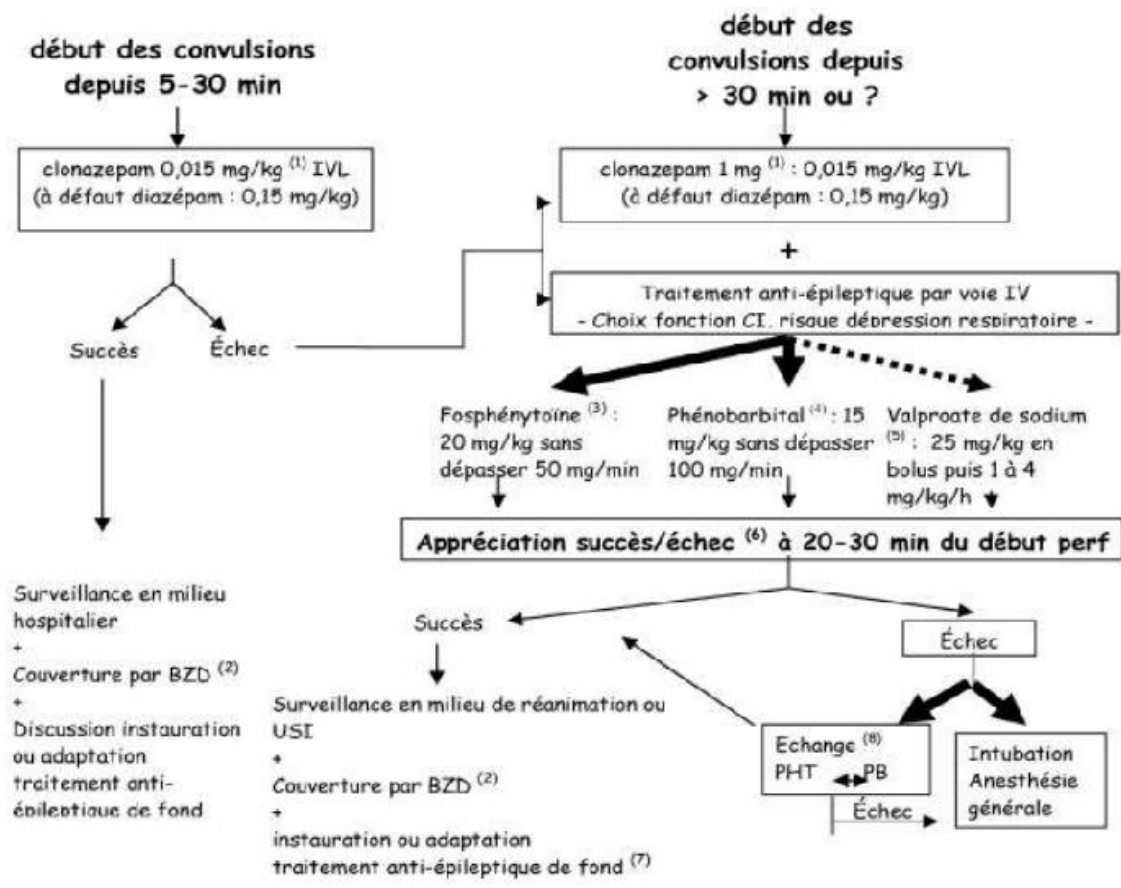 début des convulsions
depuis 5-30 min
début des
convulsions depuis
> 30 min ou ?
clonazepam 0,015 mg/kg (1) IVL
(à défaut diazépam : 0,15 mg/kg)
clonazepam 1 mg (1) : 0,015 mg/kg IVL
(à défaut diazépam : 0,15 mg/kg)
+
Traitement anti-épileptique par voie IV
- Choix fonction CI, risque dépression respiratoire -
Succès
Échec
Fosphénytoïne (3) :
20 mg/kg sans
dépasser 50 mg/min
Phénobarbital (4) : 15
mg/kg sans dépasser
100 mg/min
Valproate de sodium
(5) : 25 mg/kg en
bolus puis 1 à 4
mg/kg/h
Appréciation succès/échec (6) à 20-30 min du début perf
Surveillance en milieu
hospitalier
+
Couverture par BZD (2)
+
Discussion instauration
ou adaptation
traitement anti-
épileptique de fond
Succès
Surveillance en milieu de réanimation ou
USI
+
Couverture par BZD (2)
+
instauration ou adaptation
traitement anti-épileptique de fond (7)
Échec
Echange (8)
PHT PB
Échec
Intubation
Anesthésie
générale